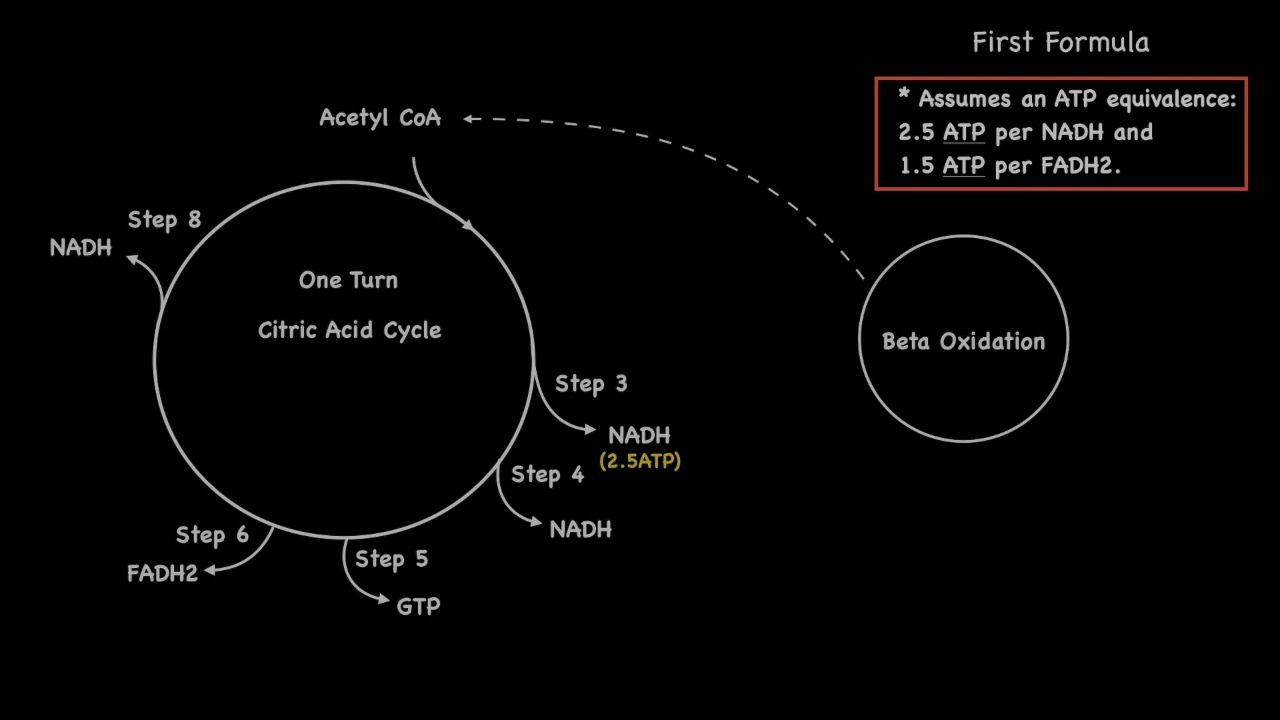 First Formula
* Assumes an ATP equivalence:
2.5 ATP per NADH and
1.5 ATP per FADH2.
Acetyl CoA
Step 8
NADH
One Turn
Citric Acid Cycle
Beta Oxidation
Step 3
NADH
(2.5ATP)
Step 4
NADH
Step 6
FADH2
Step 5
GTP